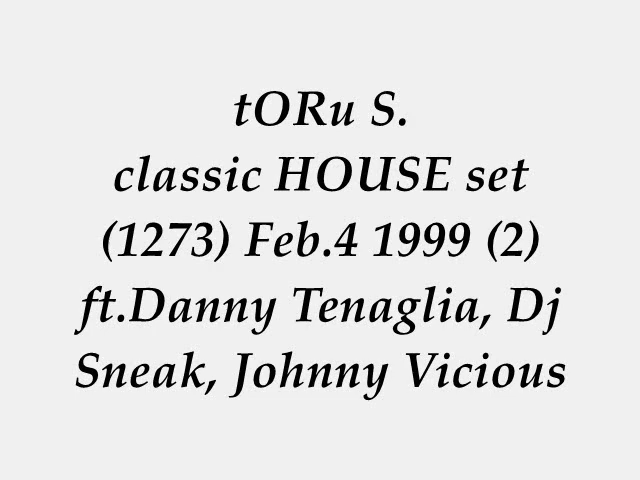 tORu S.
classic HOUSE set
(1273) Feb.4 1999 (2)
ft.Danny Tenaglia, Dj
Sneak, Johnny Vicious